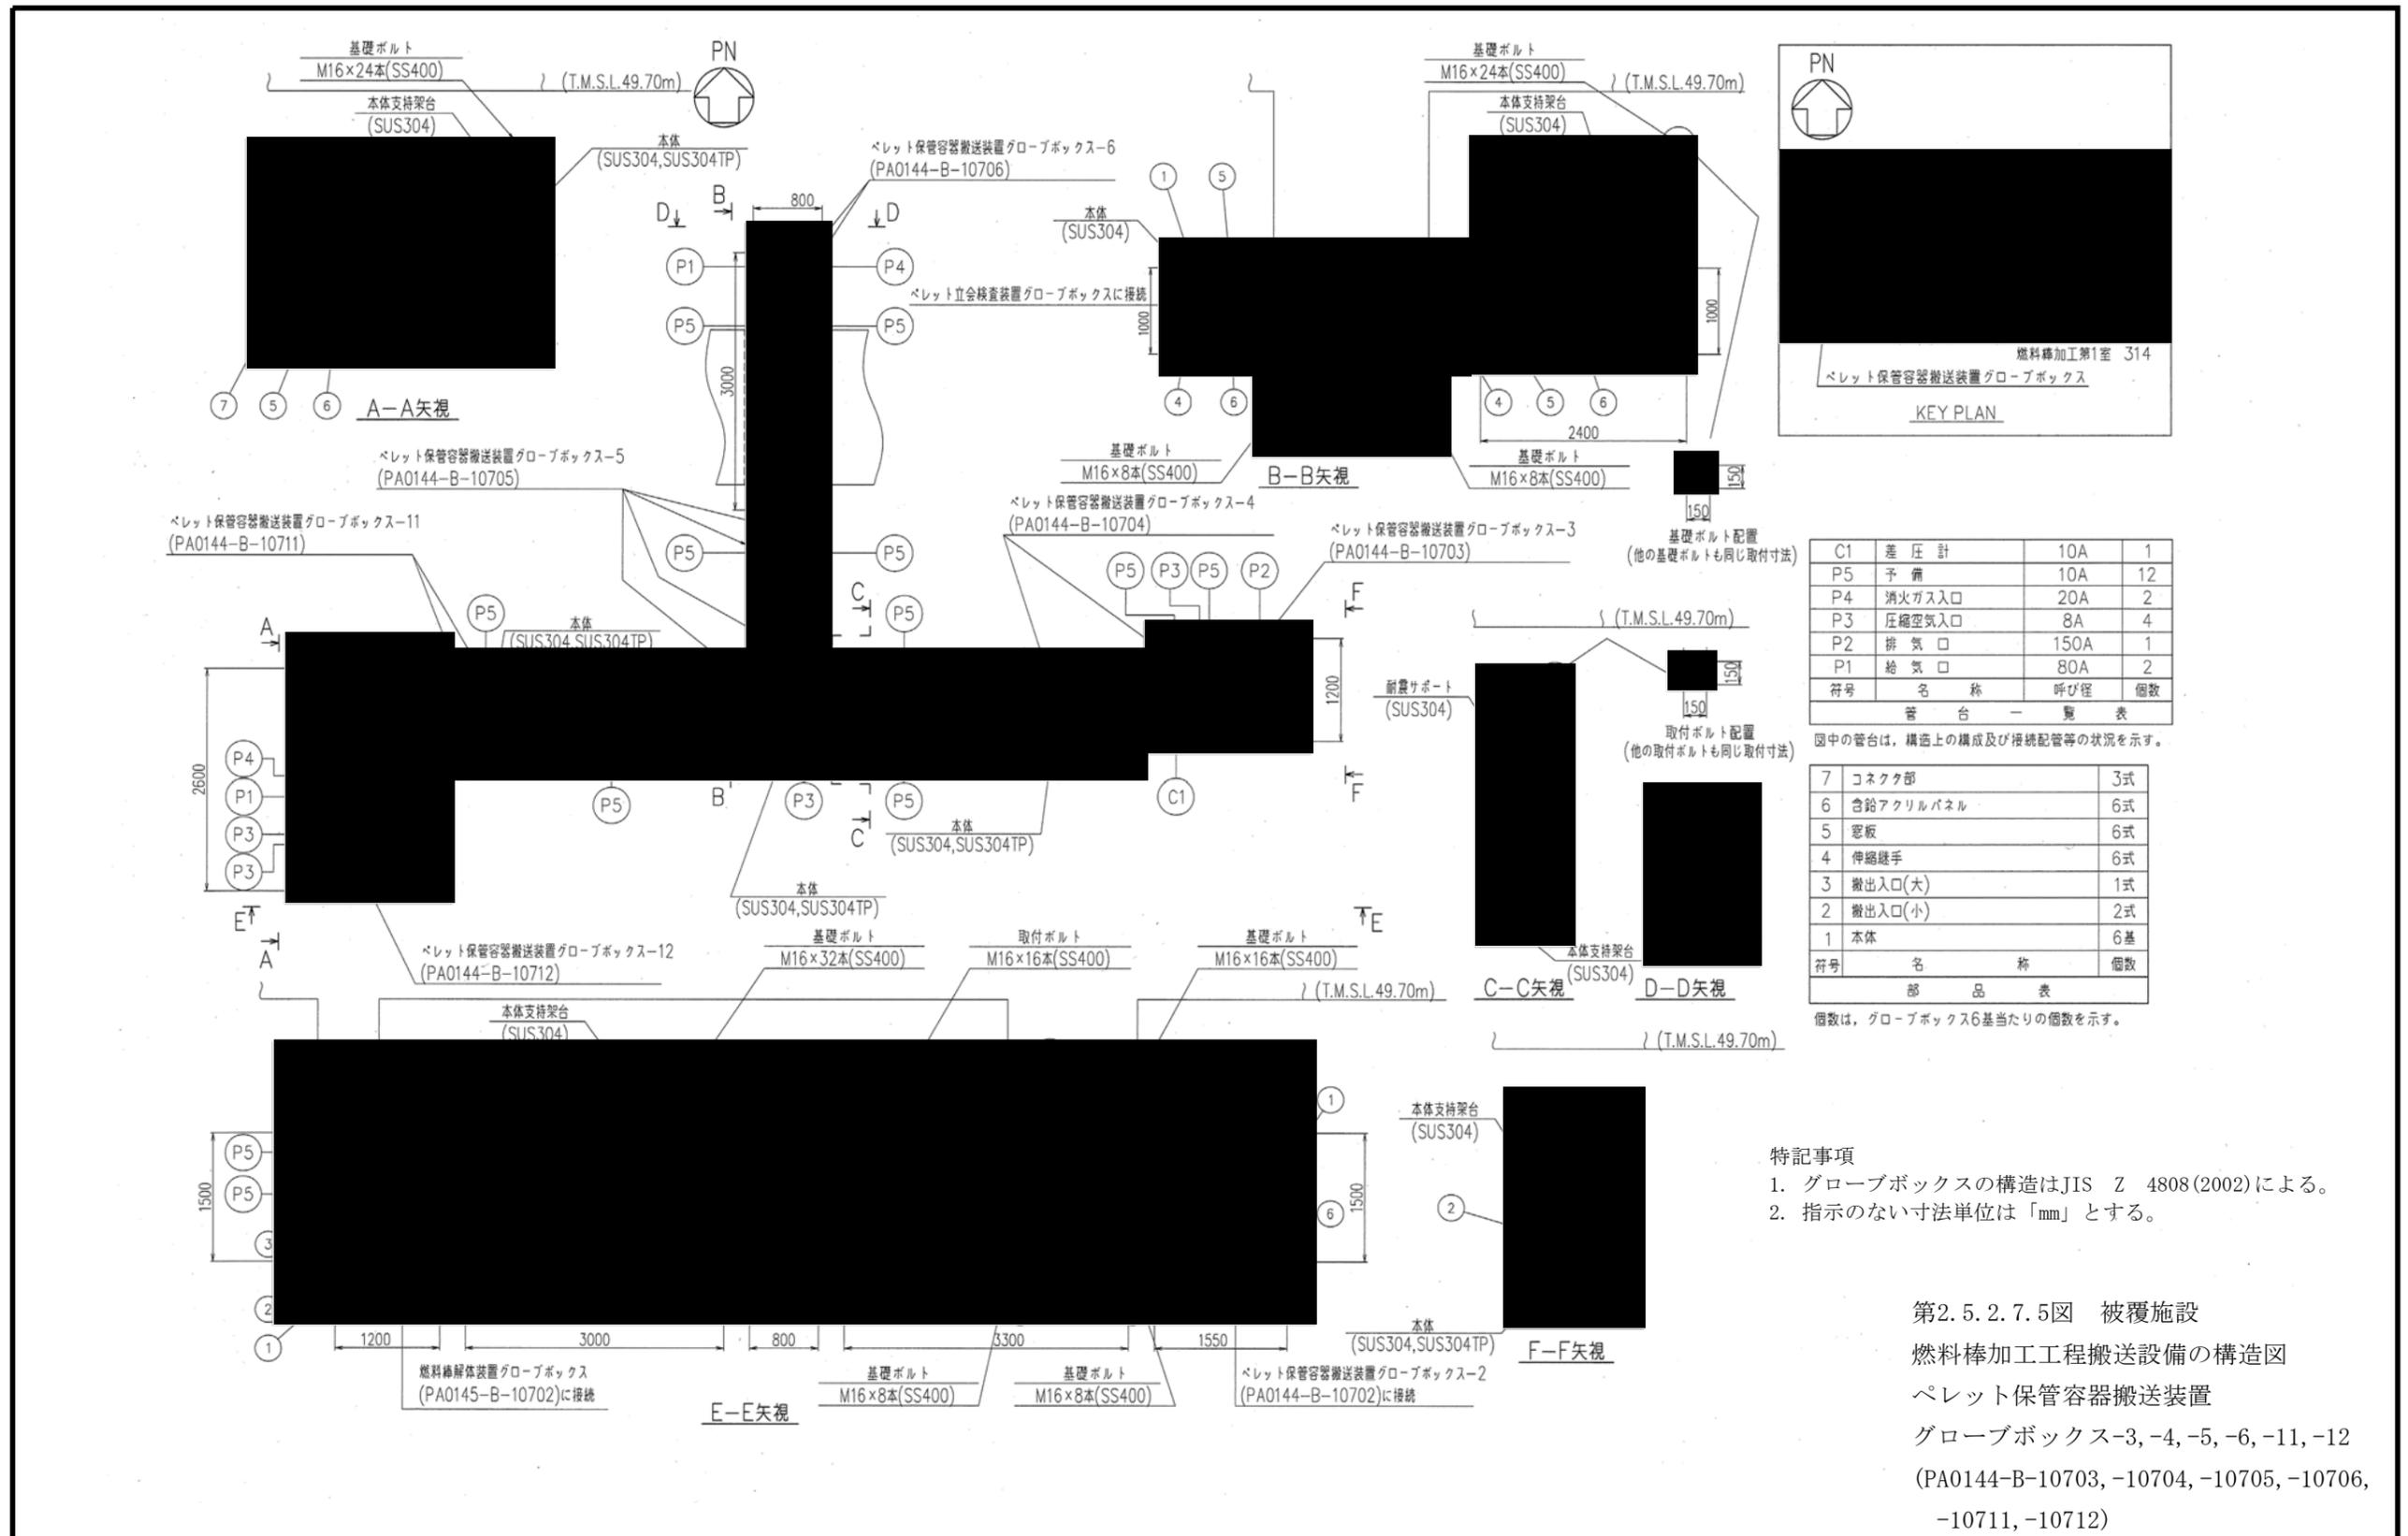 基礎ボルト
M16×24本(SS400)
(T.M.S.L.49.70m)
本体支持架台
(SUS304)
本体
(SUS304,SUS304TP)
7
5
6
A-A矢視
PN
ペレット保管容器搬送装置グローブボックス-6
(PA0144-B-10706)
B
D
D
800
P1
P4
P5
P5
3000
ペレット保管容器搬送装置グローブボックス-5
(PA0144-B-10705)
ペレット保管容器搬送装置グローブボックス-11
(PA0144-B-10711)
P5
P5
基礎ボルト
M16×24本(SS400)
(T.M.S.L.49.70m)
本体支持架台
(SUS304)
1
5
本体
(SUS304)
ペレット立会検査装置グローブボックスに接続
1000
1000
4
6
4
5
6
2400
基礎ボルト
M16×8本(SS400)
B-B矢視
基礎ボルト
M16×8本(SS400)
150
150
基礎ボルト配置
(他の基礎ボルトも同じ取付寸法)
PN
燃料棒加工第1室 314
ペレット保管容器搬送装置グローブボックス
KEY PLAN
ペレット保管容器搬送装置グローブボックス-4
(PA0144-B-10704)
ペレット保管容器搬送装置グローブボックス-3
(PA0144-B-10703)
P5
P3
P5
P2
C
P5
F
A
P5
本体
(SUS304,SUS304TP)
2600
1200
P4
P1
P3
P3
P5
B
P3
C
P5
本体
(SUS304,SUS304TP)
C1
F
本体
(SUS304,SUS304TP)
E
A
E
ペレット保管容器搬送装置グローブボックス-12
(PA0144-B-10712)
(T.M.S.L.49.70m)
耐震サポート
(SUS304)
150
150
取付ボルト配置
(他の取付ボルトも同じ取付寸法)
本体支持架台
(SUS304)
C-C矢視
D-D矢視
C1 差圧計 10A 1
P5 予備 10A 12
P4 消火ガス入口 20A 2
P3 圧縮空気入口 8A 4
P2 排気口 150A 1
P1 給気口 80A 2
符号 名称 呼び径 個数
管台一覧表
図中の管台は，構造上の構成及び接続配管等の状況を示す。
7 コネクタ部 3式
6 含鉛アクリルパネル 6式
5 窓板 6式
4 伸縮継手 6式
3 搬出入口(大) 1式
2 搬出入口(小) 2式
1 本体 6基
符号 名称 個数
部品表
個数は，グローブボックス6基当たりの個数を示す。
基礎ボルト
M16×32本(SS400)
取付ボルト
M16×16本(SS400)
基礎ボルト
M16×16本(SS400)
(T.M.S.L.49.70m)
本体支持架台
(SUS304)
P5
P5
1500
3
2
1
1
6
1500
1200
3000
800
3300
1550
燃料棒解体装置グローブボックス
(PA0145-B-10702)に接続
基礎ボルト
M16×8本(SS400)
基礎ボルト
M16×8本(SS400)
ペレット保管容器搬送装置グローブボックス-2
(PA0144-B-10702)に接続
E-E矢視
(T.M.S.L.49.70m)
本体支持架台
(SUS304)
2
本体
(SUS304,SUS304TP)
F-F矢視
特記事項
1. グローブボックスの構造はJIS Z 4808(2002)による。
2. 指示のない寸法単位は「mm」とする。
第2.5.2.7.5図 被覆施設
燃料棒加工工程搬送設備の構造図
ペレット保管容器搬送装置
グローブボックス-3,-4,-5,-6,-11,-12
(PA0144-B-10703,-10704,-10705,-10706,
-10711,-10712)